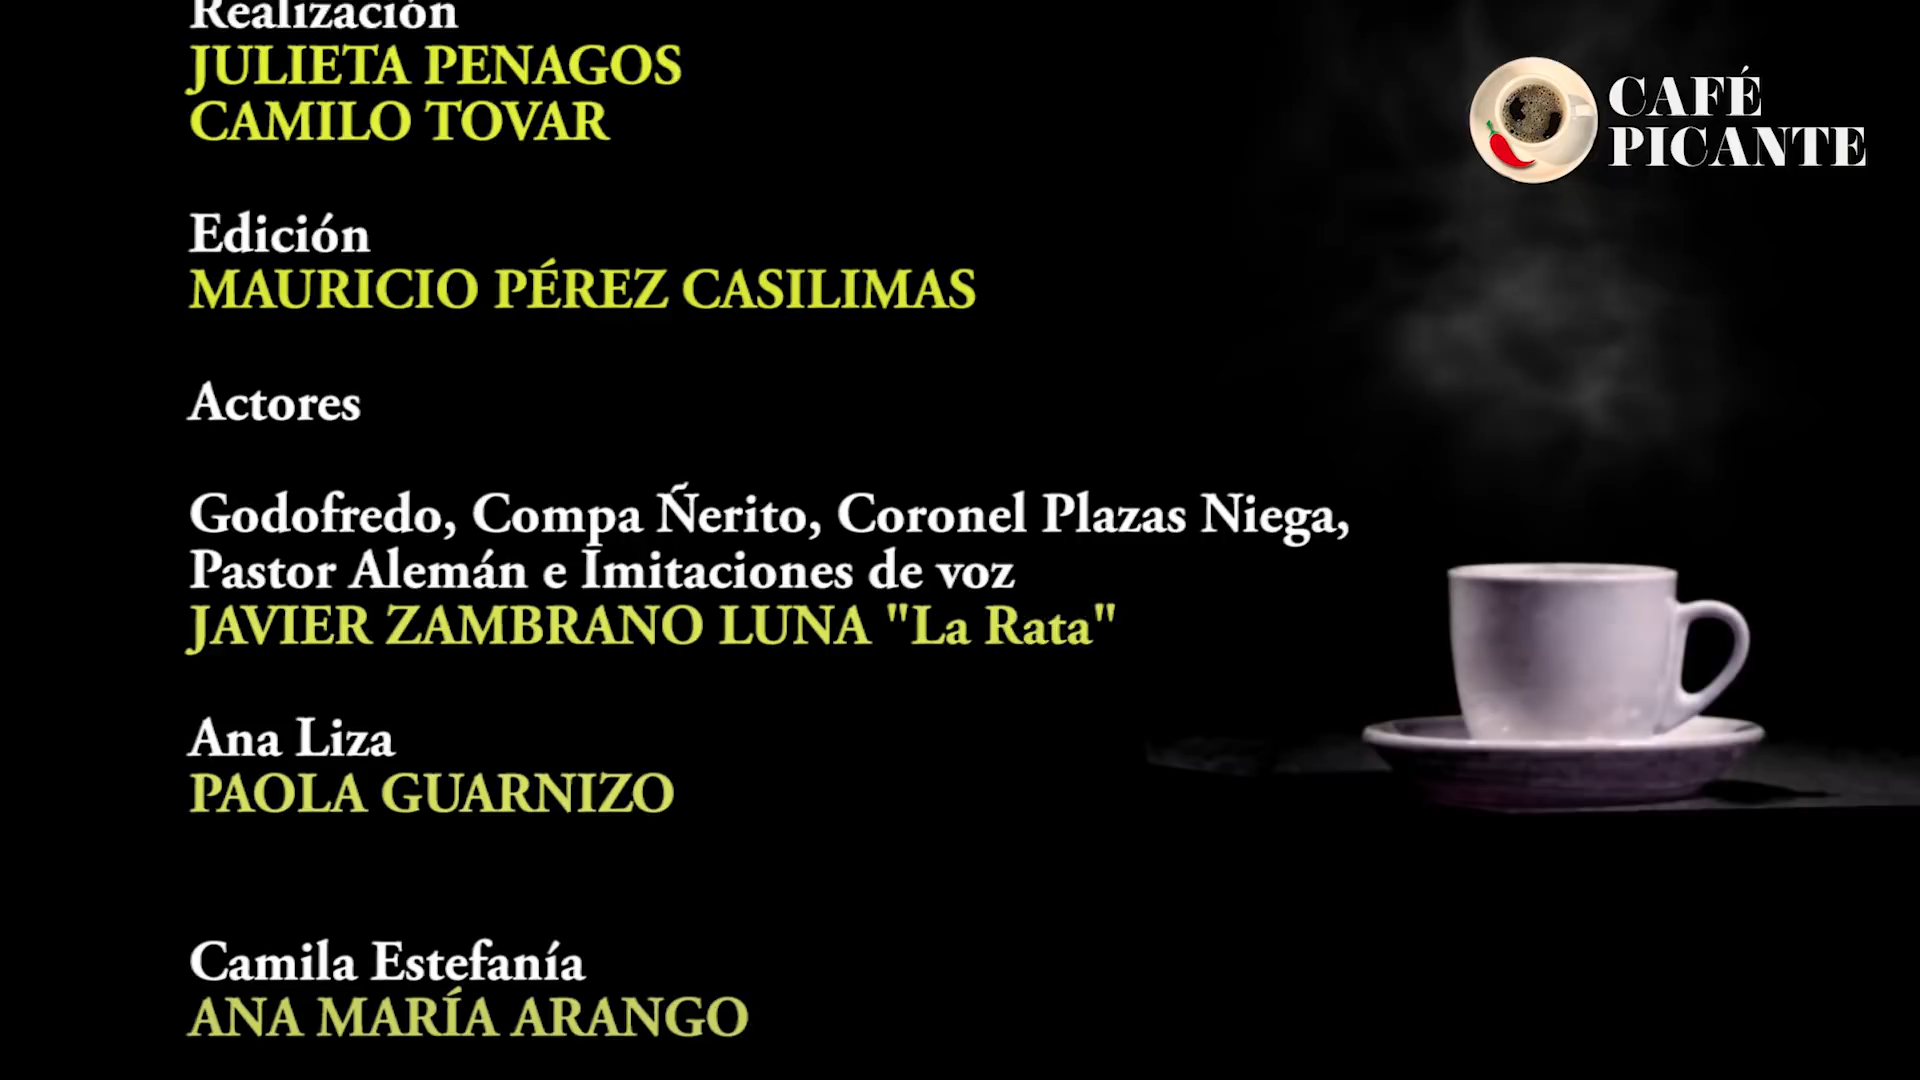 Realización
JULIETA PENAGOS
CAMILO TOVAR
CAFÉ
PICANTE
Edición
MAURICIO PÉREZ CASILIMAS
Actores
Godofredo, Compa Ñerito, Coronel Plazas Niega,
Pastor Alemán e Imitaciones de voz
JAVIER ZAMBRANO LUNA "La Rata"
Ana Liza
PAOLA GUARNIZO
Camila Estefanía
ANA MARÍA ARANGO